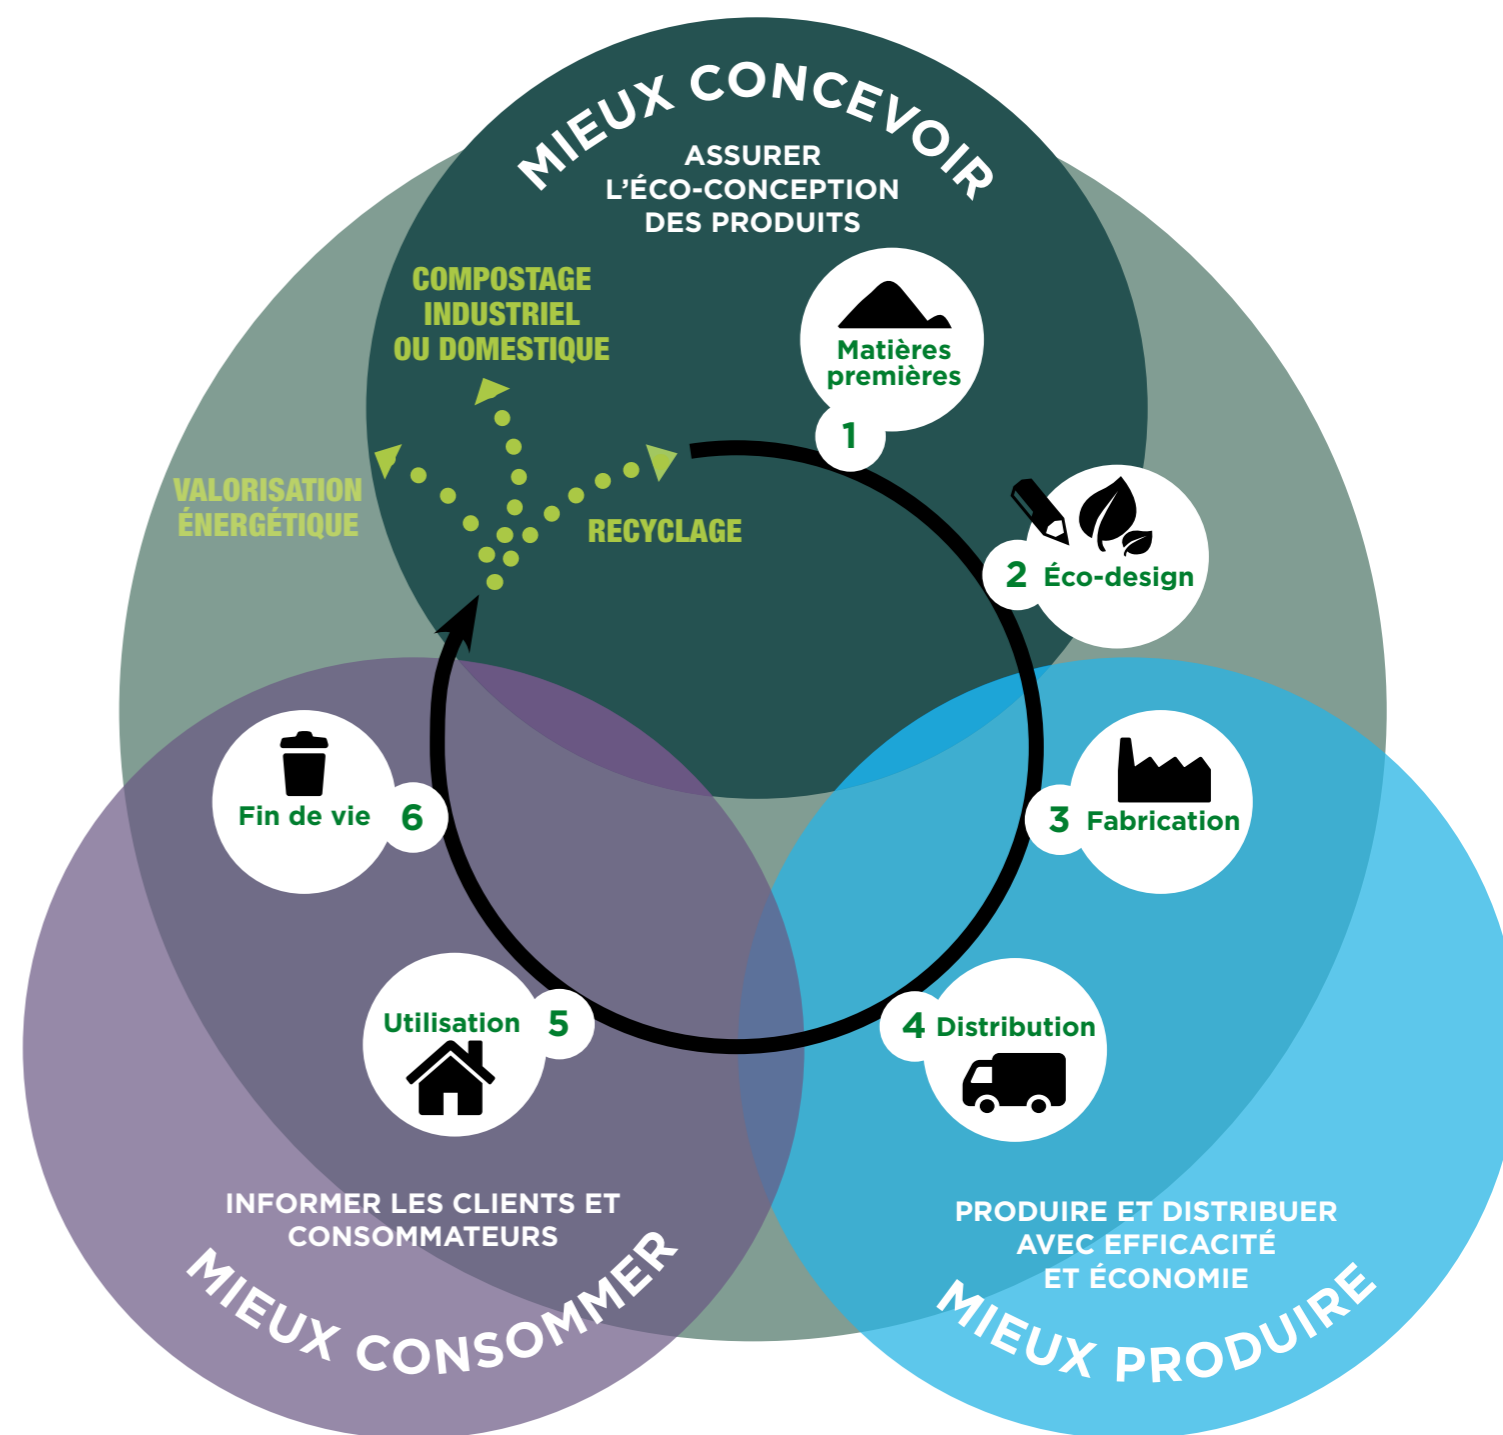 MIEUX CONCEVOIR
ASSURER
L'ÉCO-CONCEPTION
DES PRODUITS
COMPOSTAGE
INDUSTRIEL
OU DOMESTIQUE
VALORISATION
ÉNERGÉTIQUE
RECYCLAGE
Matières
premières
1
2 Éco-design
3 Fabrication
4 Distribution
Utilisation 5
Fin de vie 6
INFORMER LES CLIENTS ET
CONSOMMATEURS
MIEUX CONSOMMER
PRODUIRE ET DISTRIBUER
AVEC EFFICACITÉ
ET ÉCONOMIE
MIEUX PRODUIRE